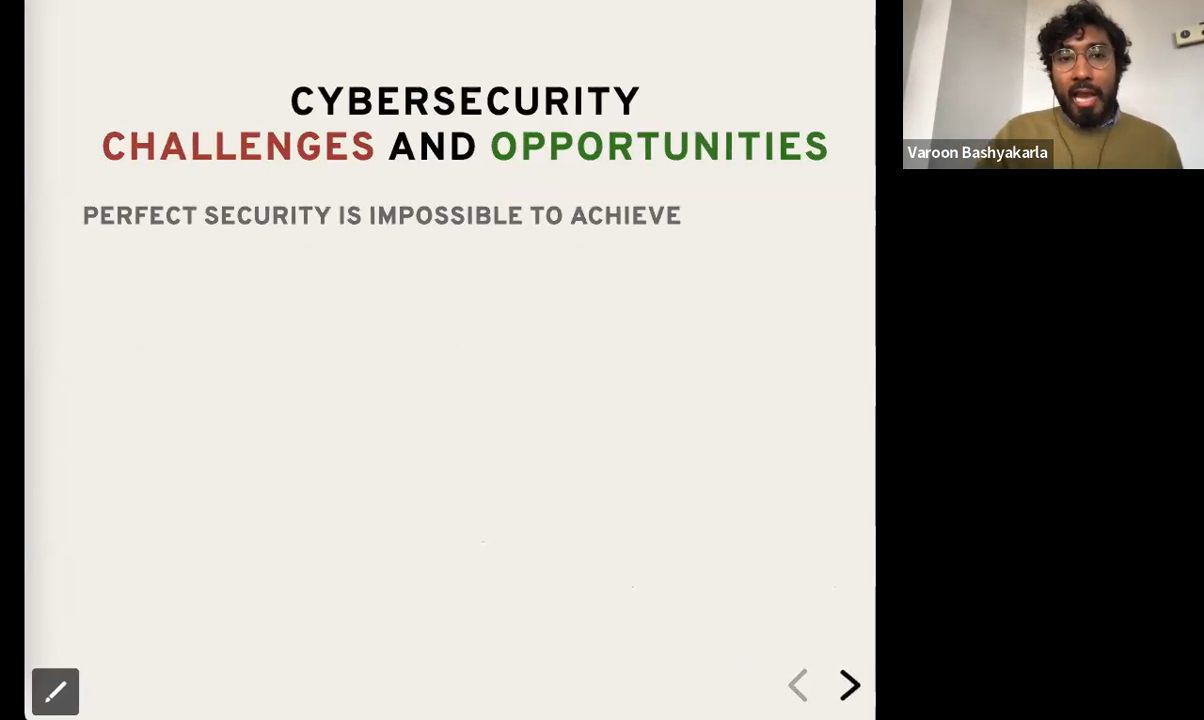 CYBERSECURITY
CHALLENGES AND OPPORTUNITIES
PERFECT SECURITY IS IMPOSSIBLE TO ACHIEVE
Varoon Bashyakarla